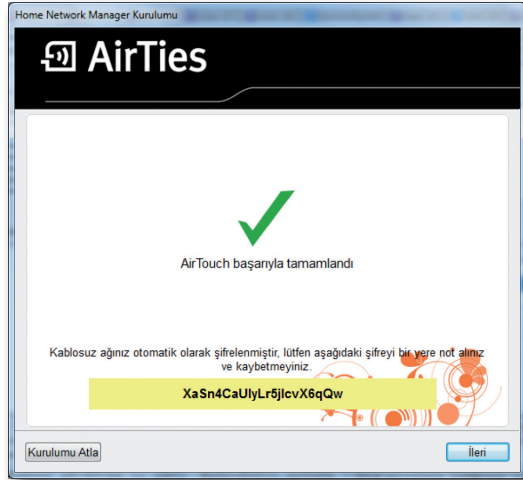 Home Network Manager Kurulumu
AirTies
AirTouch başarıyla tamamlandı
Kablosuz ağınız otomatik olarak şifrelenmiştir, lütfen aşağıdaki şifreyi bir yere not alınız
ve kaybetmeyiniz.
XaSn4CaUlyLr5jIcvX6qQw
Kurulumu Atla
İleri